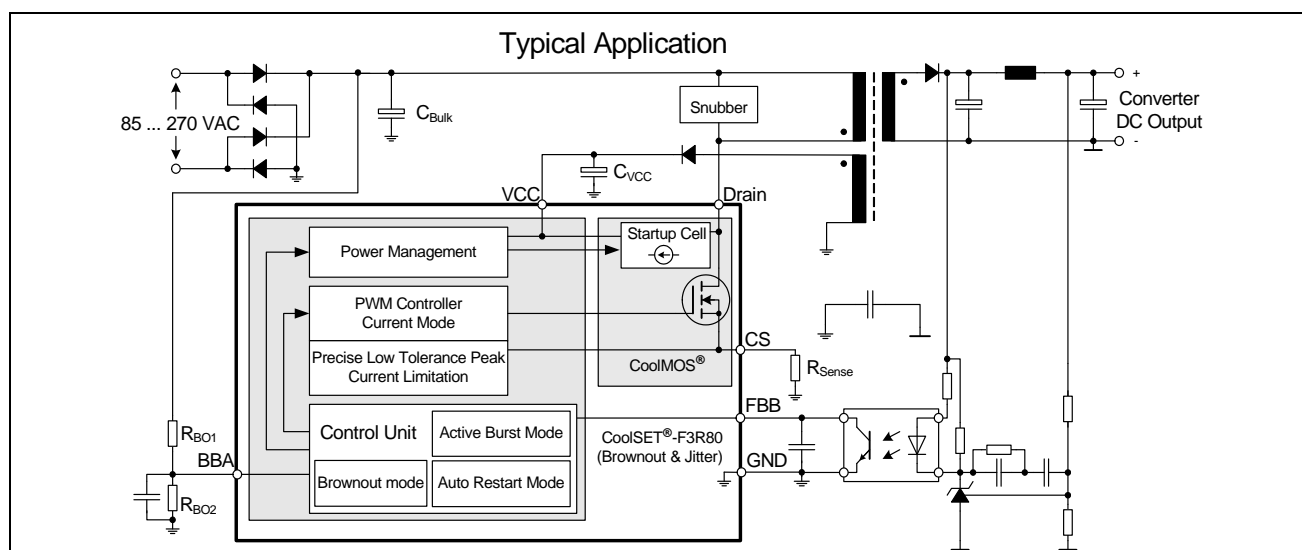 Typical Application
85 ... 270 VAC
CBulk
Snubber
+
Converter
DC Output
-
CVCC
VCC
Drain
Power Management
Startup Cell
PWM Controller
Current Mode
Precise Low Tolerance Peak
Current Limitation
CoolMOS®
CS
RSense
FBB
Control Unit
Active Burst Mode
CoolSET®-F3R80
(Brownout & Jitter)
GND
RBO1
BBA
Brownout mode
Auto Restart Mode
RBO2